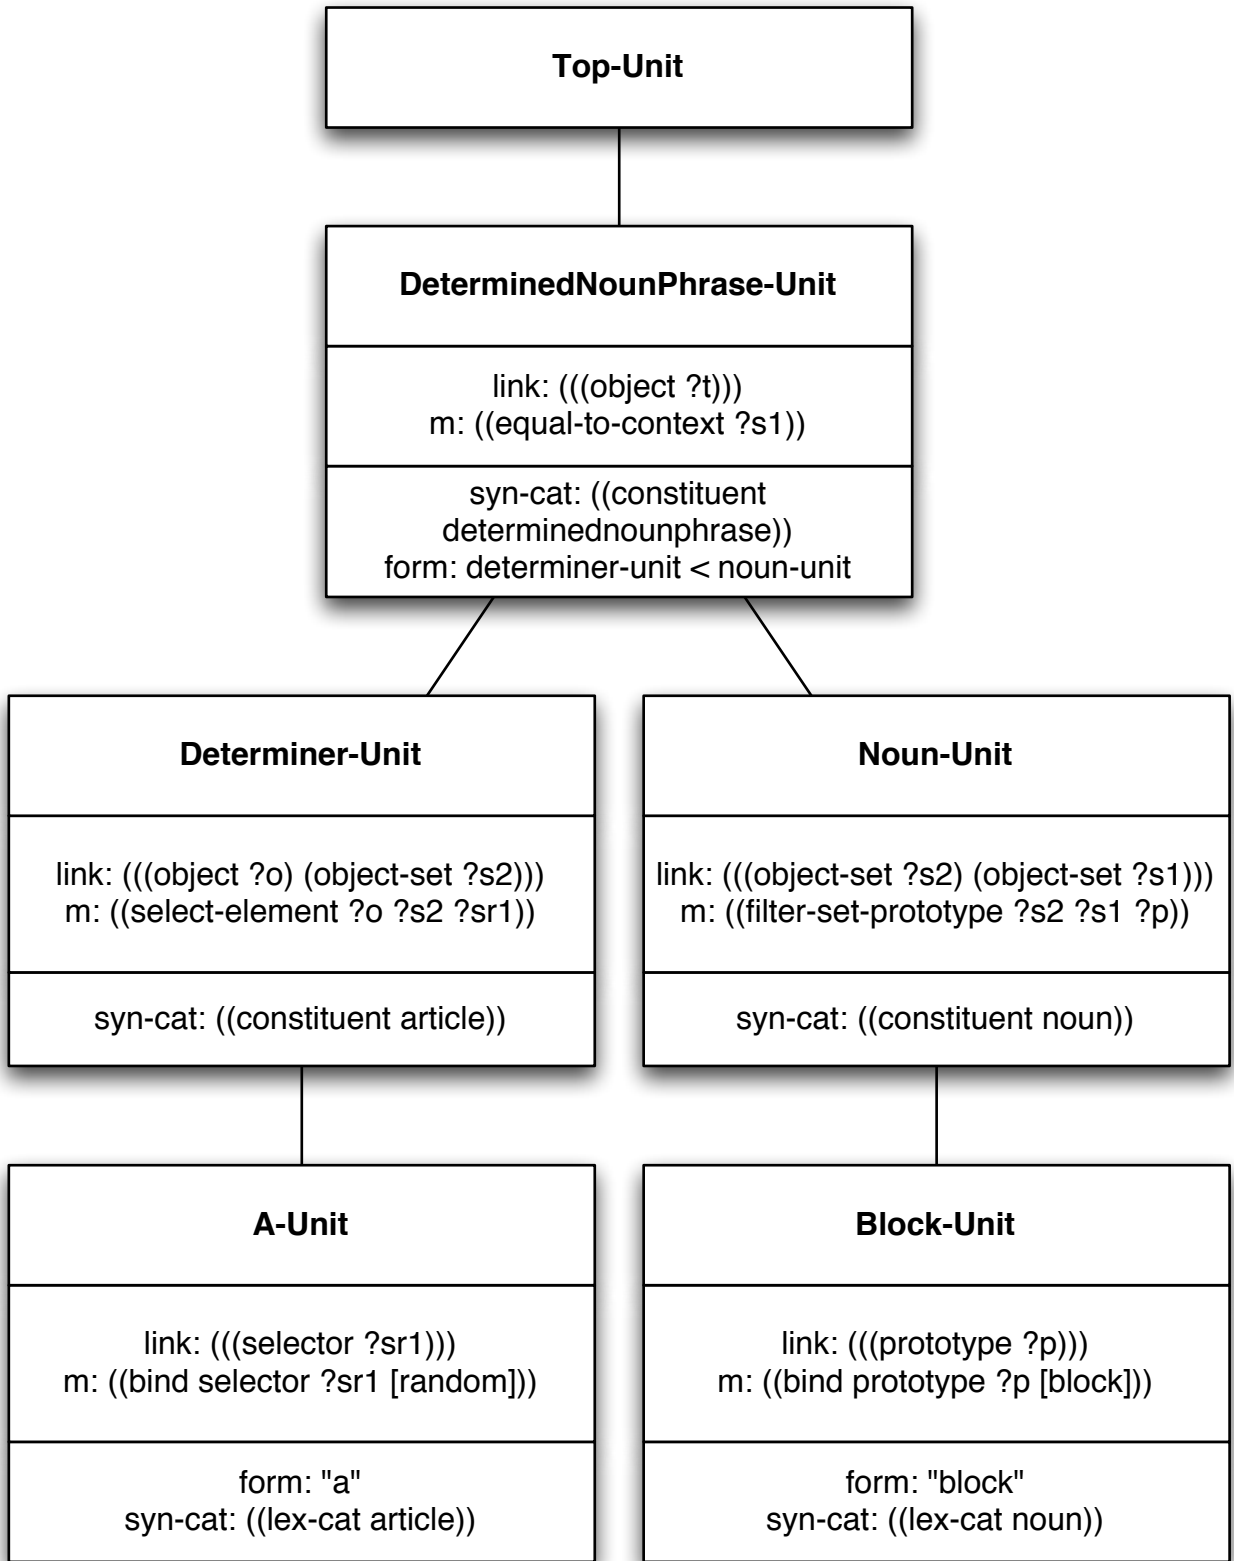 Top-Unit
DeterminedNounPhrase-Unit
link: (((object ?t)))
m: ((equal-to-context ?s1))
syn-cat: ((constituent
determinednounphrase))
form: determiner-unit < noun-unit
Determiner-Unit
link: (((object ?o) (object-set ?s2)))
m: ((select-element ?o ?s2 ?sr1))
syn-cat: ((constituent article))
Noun-Unit
link: (((object-set ?s2) (object-set ?s1)))
m: ((filter-set-prototype ?s2 ?s1 ?p))
syn-cat: ((constituent noun))
A-Unit
link: (((selector ?sr1)))
m: ((bind selector ?sr1 [random]))
form: "a"
syn-cat: ((lex-cat article))
Block-Unit
link: (((prototype ?p)))
m: ((bind prototype ?p [block]))
form: "block"
syn-cat: ((lex-cat noun))